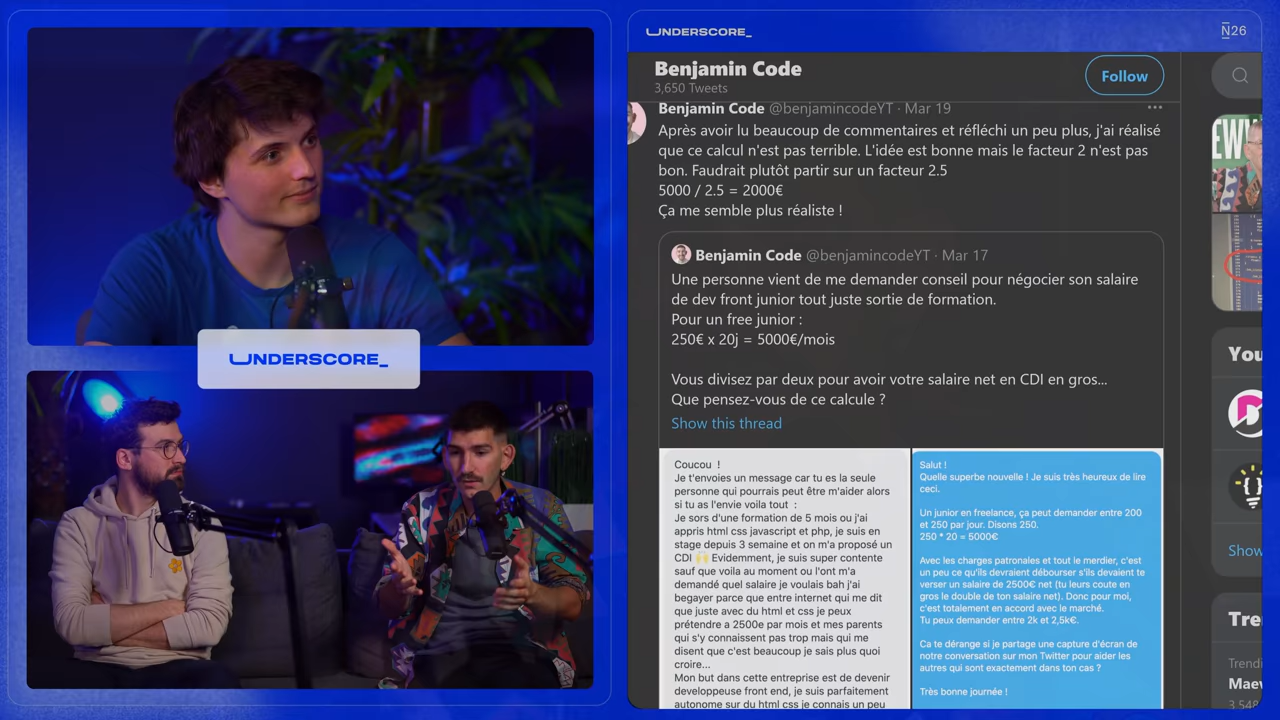 UNDERSCORE_
UNDERSCORE_
N26
Benjamin Code
3,650 Tweets
Follow
Benjamin Code @benjamincodeYT · Mar 19
Après avoir lu beaucoup de commentaires et réfléchi un peu plus, j'ai réalisé
que ce calcul n'est pas terrible. L'idée est bonne mais le facteur 2 n'est pas
bon. Faudrait plutôt partir sur un facteur 2.5
5000 / 2.5 = 2000€
Ça me semble plus réaliste !
Benjamin Code @benjamincodeYT · Mar 17
Une personne vient de me demander conseil pour négocier son salaire
de dev front junior tout juste sortie de formation.
Pour un free junior :
250€ x 20j = 5000€/mois
Vous divisez par deux pour avoir votre salaire net en CDI en gros...
Que pensez-vous de ce calcule ?
Show this thread
Coucou !
Je t'envoies un message car tu es la seule
personne qui pourrais peut être m'aider alors
si tu as l'envie voila tout :
Je sors d'une formation de 5 mois ou j'ai
appris html css javascript et php, je suis en
stage depuis 3 semaine et on m'a proposé un
CDI 🙌 Evidemment, je suis super contente
sauf que voila au moment ou l'ont m'a
demandé quel salaire je voulais bah j'ai
begayer parce que entre internet qui me dit
que juste avec du html et css je peux
prétendre a 2500e par mois et mes parents
qui s'y connaissent pas trop mais qui me
disent que c'est beaucoup je sais plus quoi
croire...
Mon but dans cette entreprise est de devenir
developpeuse front end, je suis parfaitement
autonome sur du html css je connais un peu
Salut !
Quelle superbe nouvelle ! Je suis très heureux de lire
ceci.
Un junior en freelance, ça peut demander entre 200
et 250 par jour. Disons 250.
250 * 20 = 5000€
Avec les charges patronales et tout le merdier, c'est
un peu ce qu'ils devraient débourser s'ils devaient te
verser un salaire de 2500€ net (tu leurs coute en
gros le double de ton salaire net). Donc pour moi,
c'est totalement en accord avec le marché.
Tu peux demander entre 2k et 2,5k€.
Ca te dérange si je partage une capture d'écran de
notre conversation sur mon Twitter pour aider les
autres qui sont exactement dans ton cas ?
Très bonne journée !
EW
You
Show
Tre
Trendi
Maev
3 548